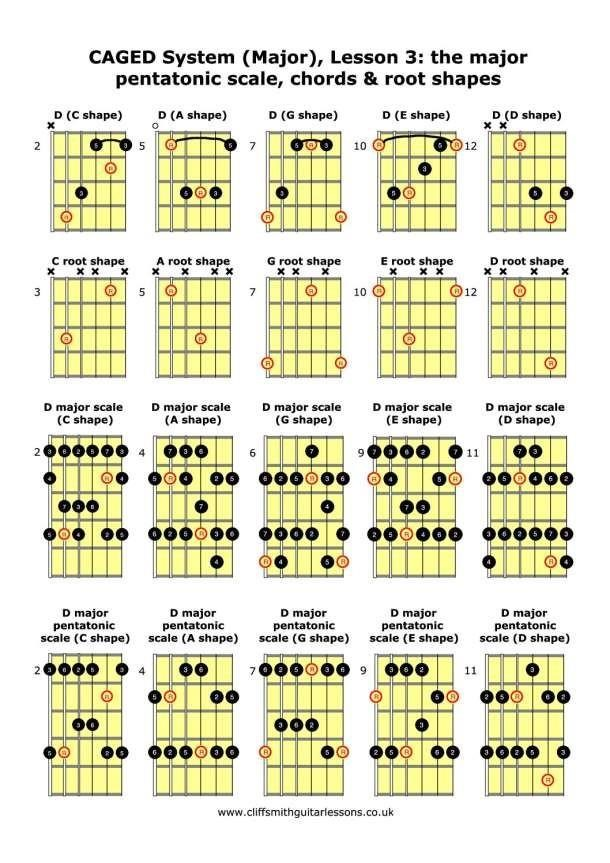 CAGED System (Major), Lesson 3: the major
pentatonic scale, chords & root shapes
D (C shape) D (A shape) D (G shape) D (E shape) D (D shape)
2 5 3 5 R 5 7 5 R 3 10 R 5 R 12 R
R 3
3 5 R 3 3 5 R 5 3
R R R R
C root shape A root shape G root shape E root shape D root shape
3 R 5 R 7 R 10 R R 12 R
R R R
R R R
D major scale D major scale D major scale D major scale D major scale
(C shape) (A shape) (G shape) (E shape) (D shape)
2 3 6 2 5 7 3 4 7 3 6 6 7 9 7 3 6 2 7 11 7 3
4 R 4 5 R 4 2 5 6 2 5 R 3 6 R 4 5 R 2 5 R 4 6 2
7 3 6 7 4 7 3
5 R 4 2 5 6 2 5 R 3 6 7 3 6 2 7 2 5 R 4 6 2 3 6 2 5 7 3
4 R 4 5 R 4 R 4
D major D major D major D major D major
pentatonic pentatonic pentatonic pentatonic pentatonic
scale (C shape) scale (A shape) scale (G shape) scale (E shape) scale (D shape)
2 3 6 2 5 3 4 3 6 7 6 2 5 R 3 6 9 3 6 2 11 3
R 5 R 2 5 R 5 R 2 5 R 6 2
3 6 3 6 2 3
5 R 2 5 6 2 5 R 3 6 R 5 R 2 5 R 6 2 3 6 2 5 3
R
www.cliffsmithguitarlessons.co.uk